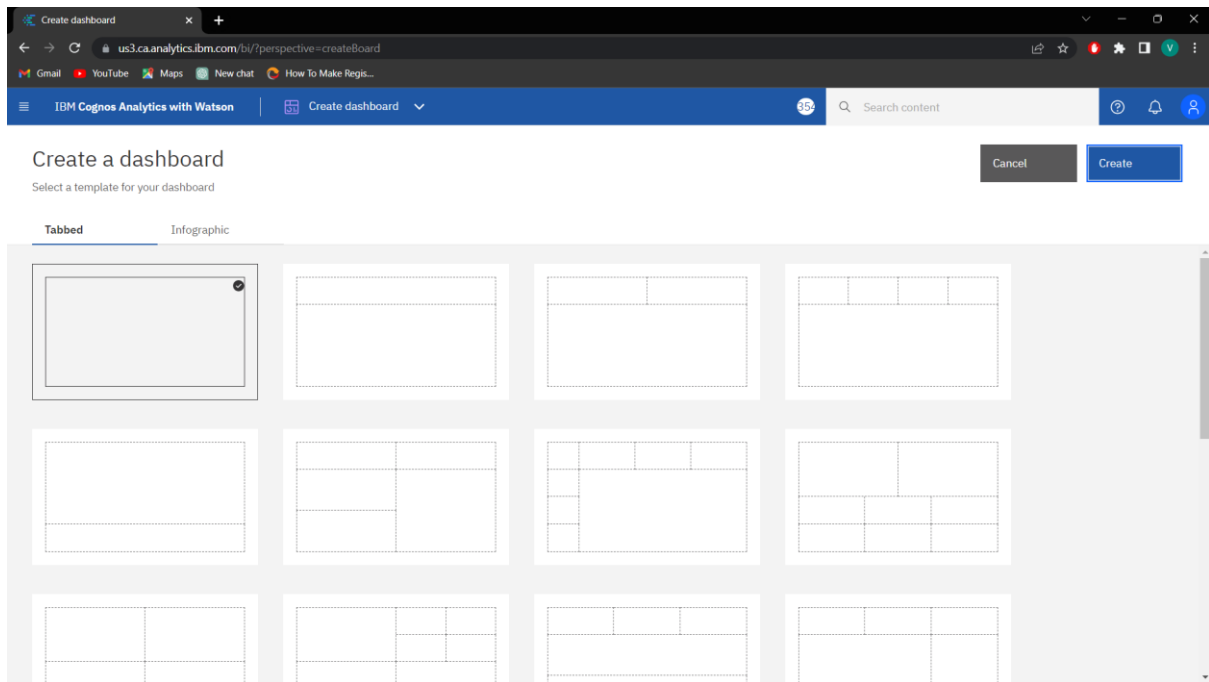 Create dashboard
us3.ca.analytics.ibm.com/bi/?perspective=createBoard
V
Gmail YouTube Maps New chat How To Make Regis...
IBM Cognos Analytics with Watson Create dashboard 354 Search content
Create a dashboard
Cancel Create
Select a template for your dashboard
Tabbed Infographic